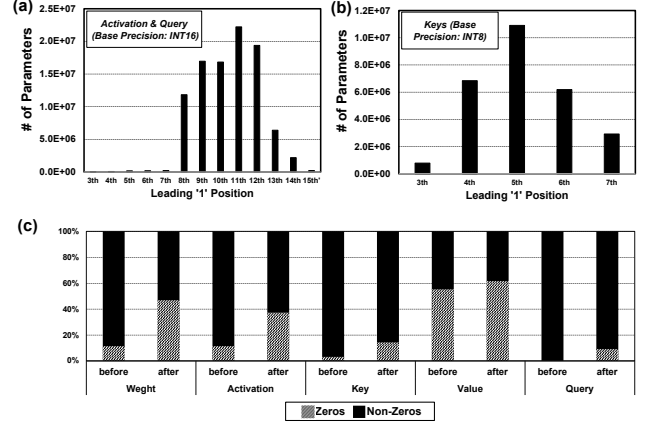 (a)
Activation & Query
(Base Precision: INT16)
# of Parameters
2.5E+07
2.0E+07
1.5E+07
1.0E+07
5.0E+06
0.0E+00
3th 4th 5th 6th 7th 8th 9th 10th 11th 12th 13th 14th 15th'
Leading '1' Position
(b)
Keys (Base
Precision: INT8)
# of Parameters
1.2E+07
1.0E+07
8.0E+06
6.0E+06
4.0E+06
2.0E+06
0.0E+00
3th 4th 5th 6th 7th
Leading '1' Position
(c)
100%
80%
60%
40%
20%
0%
before after before after before after before after before after
Weght Activation Key Value Query
Zeros Non-Zeros